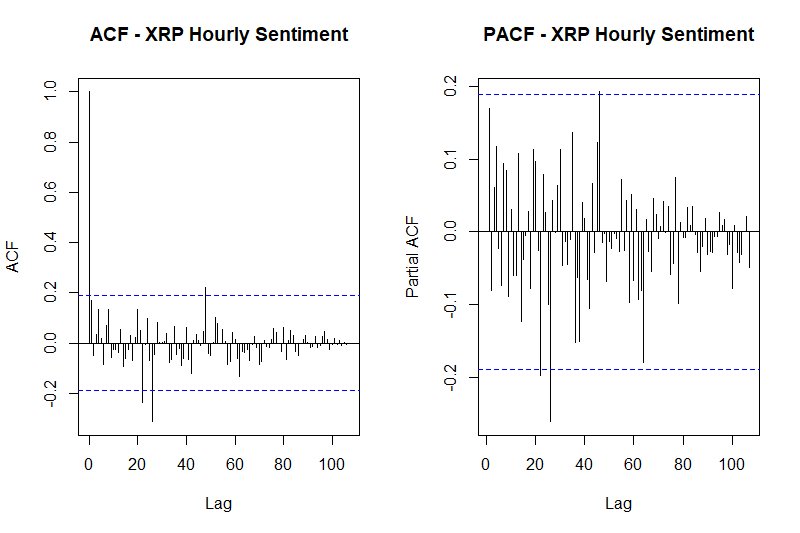 ACF - XRP Hourly Sentiment
PACF - XRP Hourly Sentiment
ACF
1.0
0.8
0.6
0.4
0.2
0.0
-0.2
0 20 40 60 80 100
Lag
Partial ACF
0.2
0.1
0.0
-0.1
-0.2
0 20 40 60 80 100
Lag